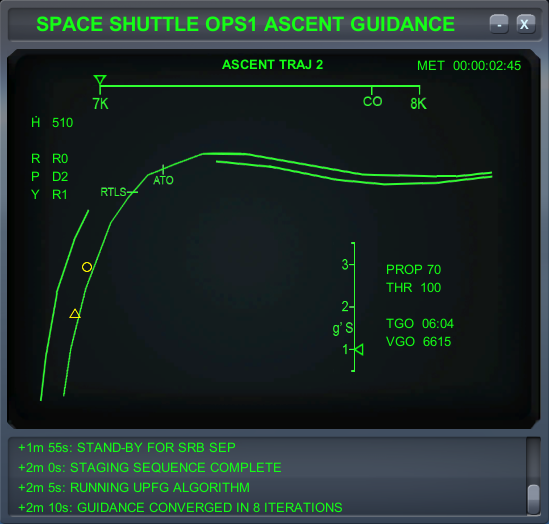 SPACE SHUTTLE OPS1 ASCENT GUIDANCE
- X
ASCENT TRAJ 2
MET 00:00:02:45
7K
CO
8K
Ḣ 510
R R0
P D2
Y R1
RTLS
ATO
3
2
g'S
1
PROP 70
THR 100
TGO 06:04
VGO 6615
+1m 55s: STAND-BY FOR SRB SEP
+2m 0s: STAGING SEQUENCE COMPLETE
+2m 5s: RUNNING UPFG ALGORITHM
+2m 10s: GUIDANCE CONVERGED IN 8 ITERATIONS